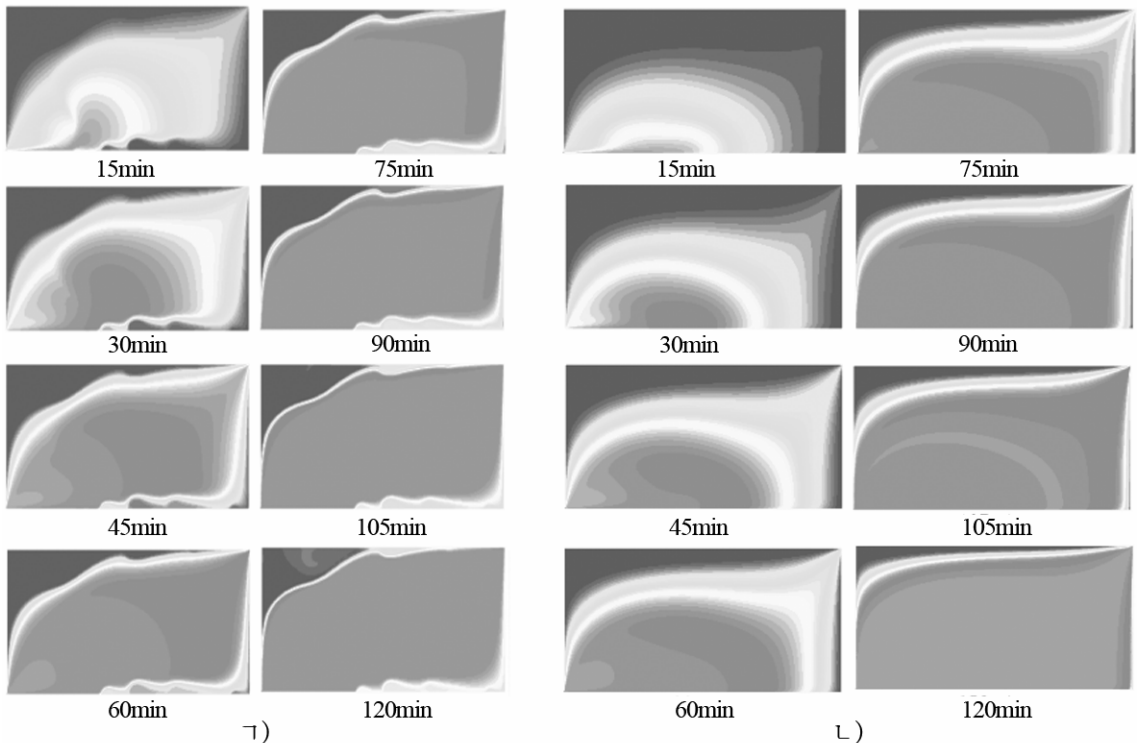 15min 75min 15min 75min
30min 90min 30min 90min
45min 105min 45min 105min
60min 120min 60min 120min
ㄱ) ㄴ)